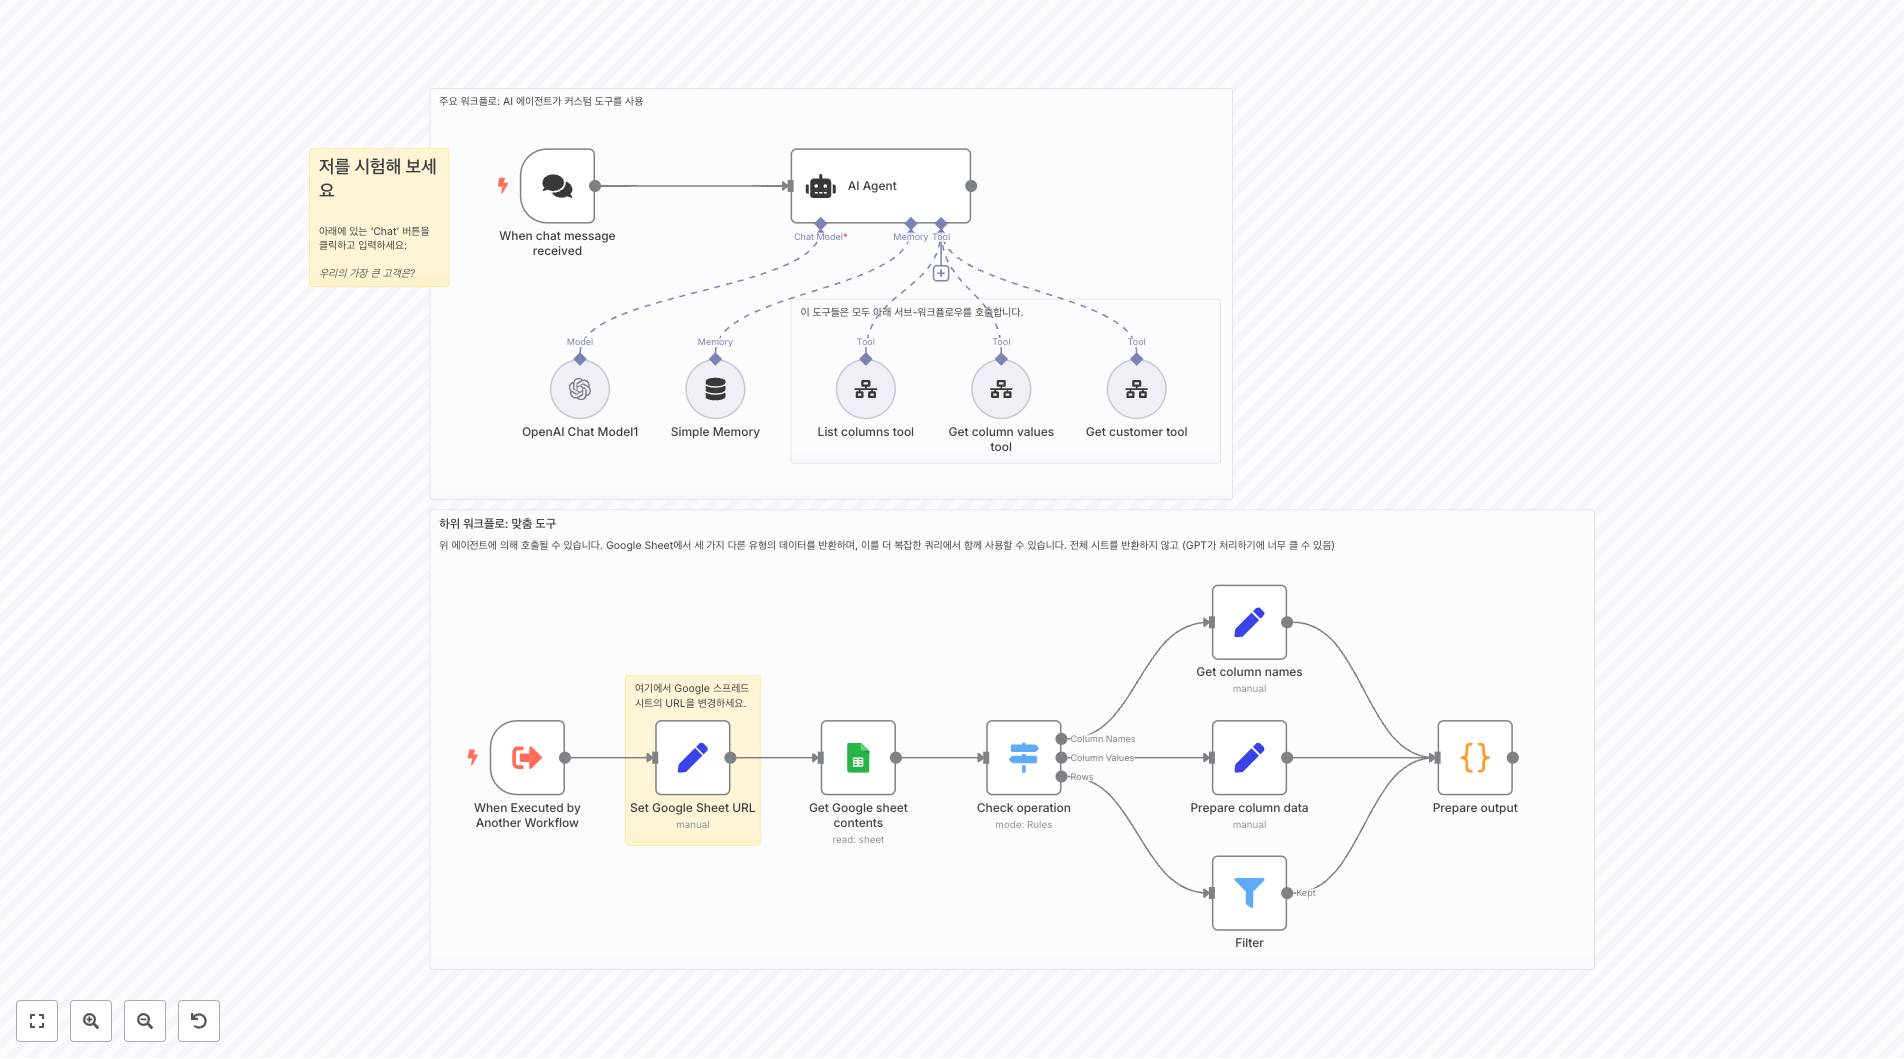 주요 워크플로: AI 에이전트가 커스텀 도구를 사용
저를 시험해 보세
요
아래에 있는 ‘Chat’ 버튼을
클릭하고 입력하세요:
우리의 가장 큰 고객은?
When chat message
received
AI Agent
Chat Model*
Memory
Tool
이 도구들은 모두 아래 서브-워크플로우를 호출합니다.
Model
Memory
Tool
Tool
Tool
OpenAI Chat Model1
Simple Memory
List columns tool
Get column values
tool
Get customer tool
하위 워크플로: 맞춤 도구
위 에이전트에 의해 호출될 수 있습니다. Google Sheet에서 세 가지 다른 유형의 데이터를 반환하며, 이를 더 복잡한 쿼리에서 함께 사용할 수 있습니다. 전체 시트를 반환하지 않고 (GPT가 처리하기에 너무 클 수 있음)
Get column names
manual
여기에서 Google 스프레드
시트의 URL을 변경하세요.
Column Names
Column Values
Rows
When Executed by
Another Workflow
Set Google Sheet URL
manual
Get Google sheet
contents
read: sheet
Check operation
mode: Rules
Prepare column data
manual
Prepare output
Kept
Filter